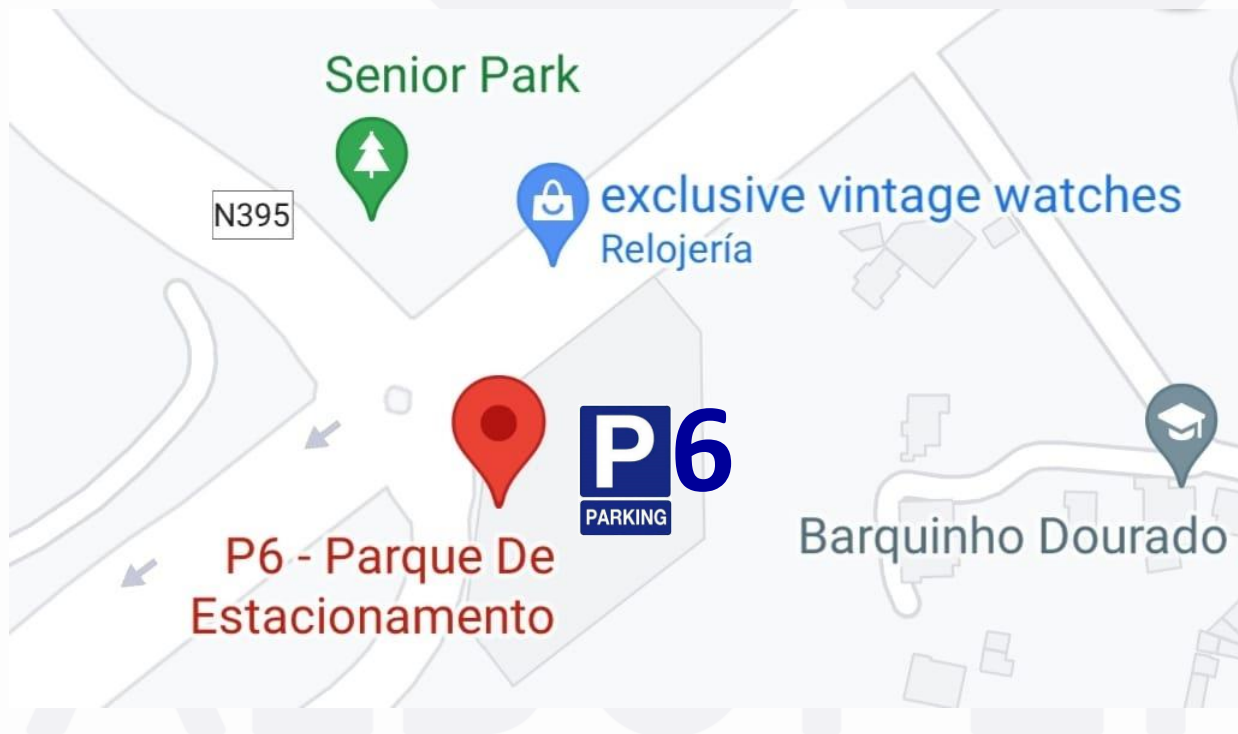 Senior Park
N395
exclusive vintage watches
Relojería
P
6
PARKING
P6 - Parque De
Estacionamento
Barquinho Dourado